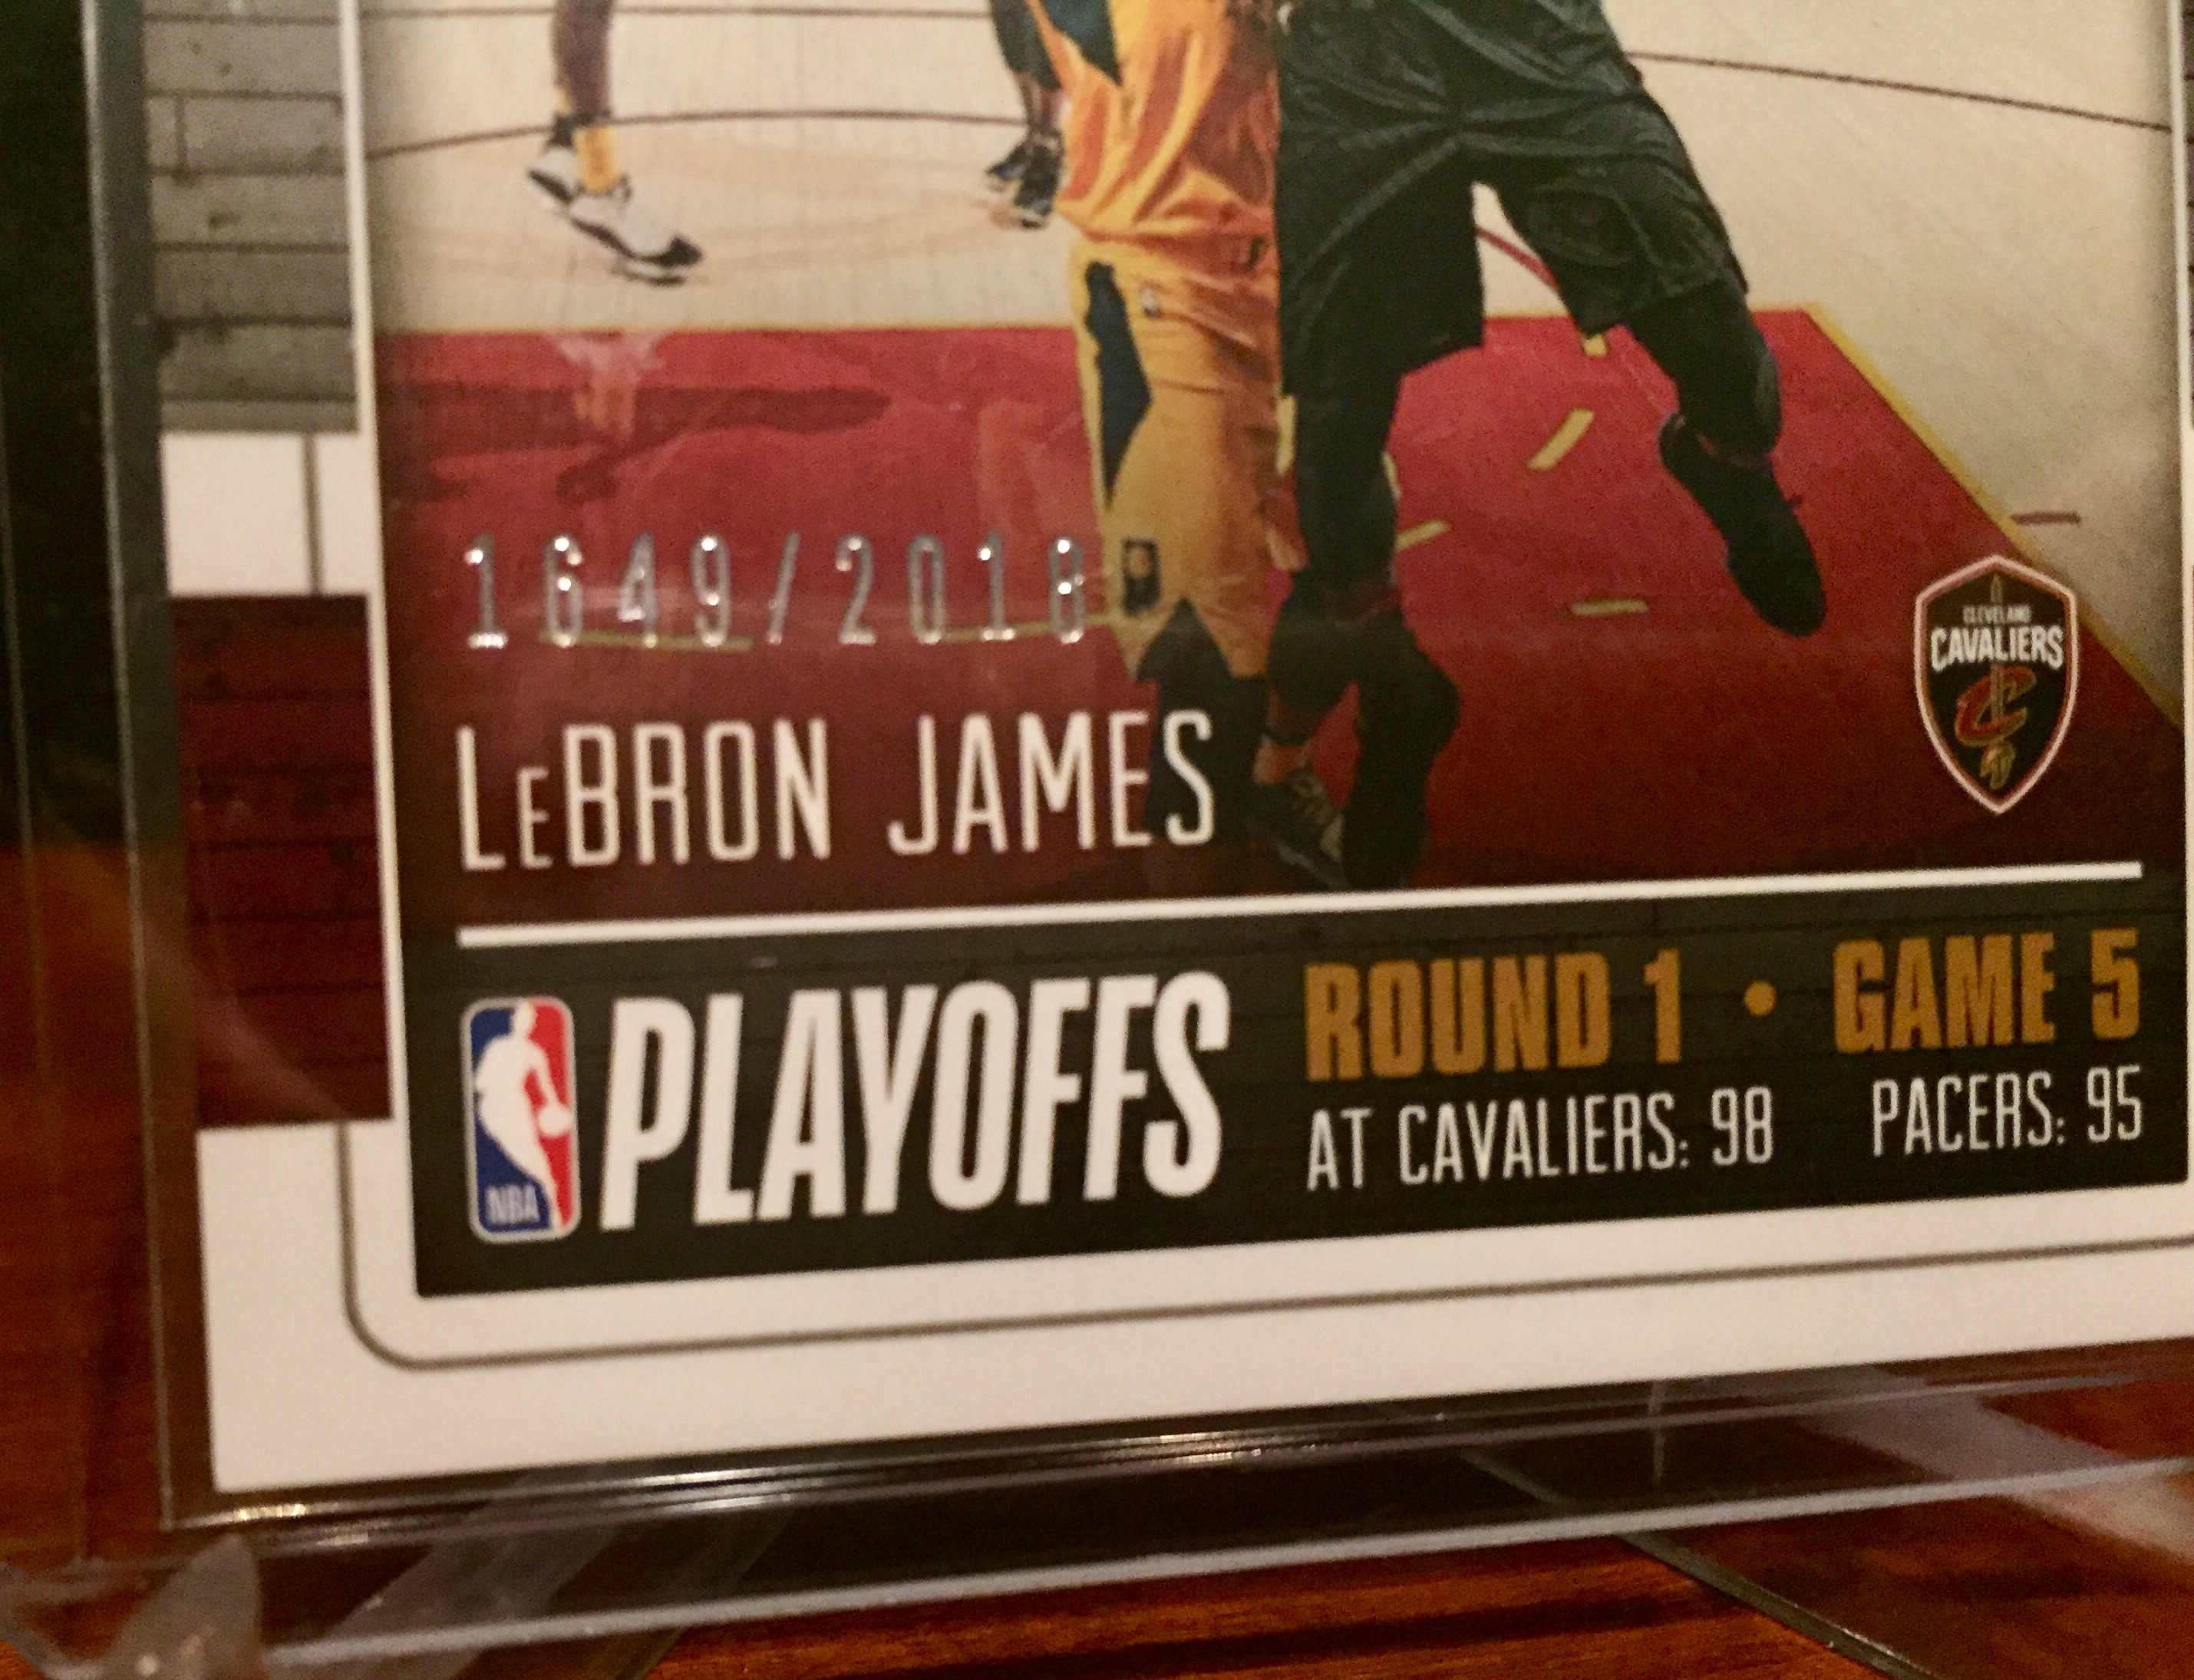 1649/2018
CLEVELAND
CAVALIERS
LeBRON JAMES
NBA
PLAYOFFS
ROUND 1 • GAME 5
AT CAVALIERS: 98 PACERS: 95